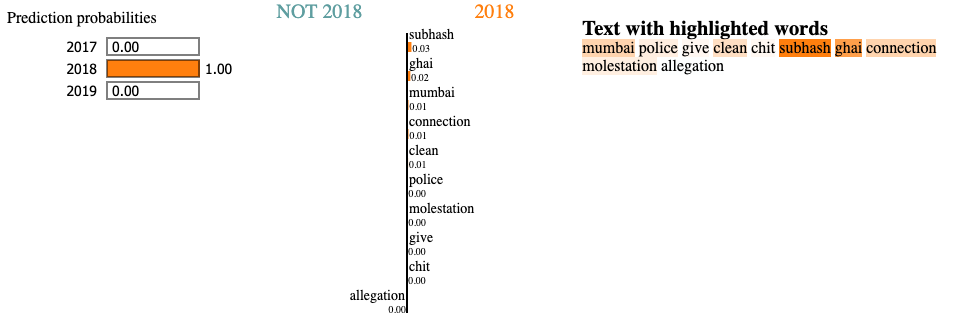 Prediction probabilities
2017 0.00
2018 1.00
2019 0.00
NOT 2018 2018
subhash
0.03
ghai
0.02
mumbai
0.01
connection
0.01
clean
0.01
police
0.00
molestation
0.00
give
0.00
chit
0.00
allegation
0.00
Text with highlighted words
mumbai police give clean chit subhash ghai connection
molestation allegation